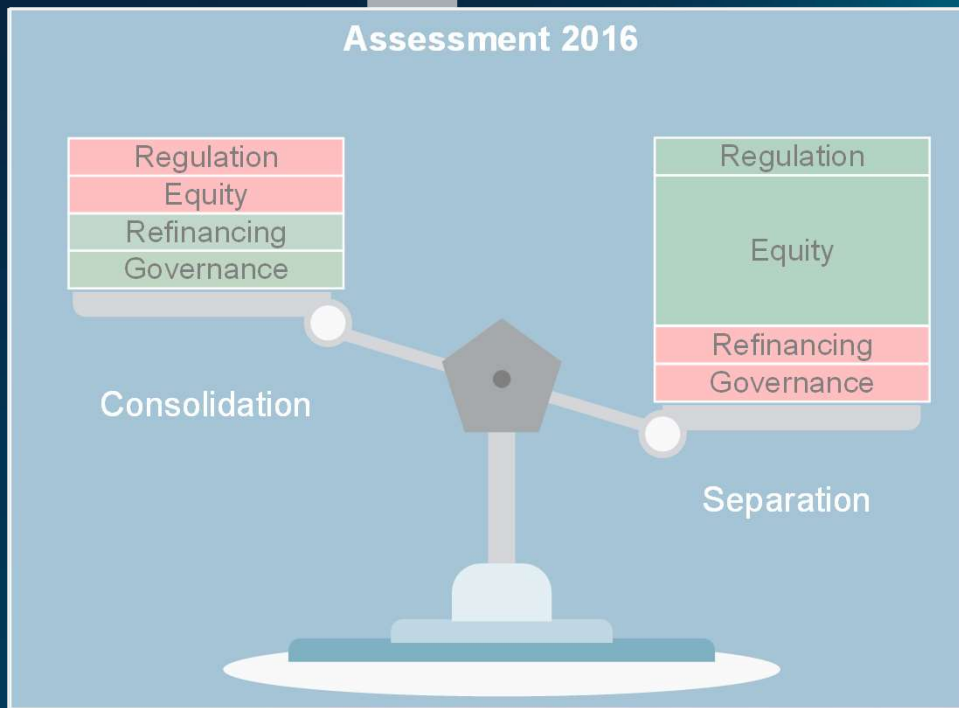 Assessment 2016
Regulation
Equity
Refinancing
Governance
Consolidation
Regulation
Equity
Refinancing
Governance
Separation